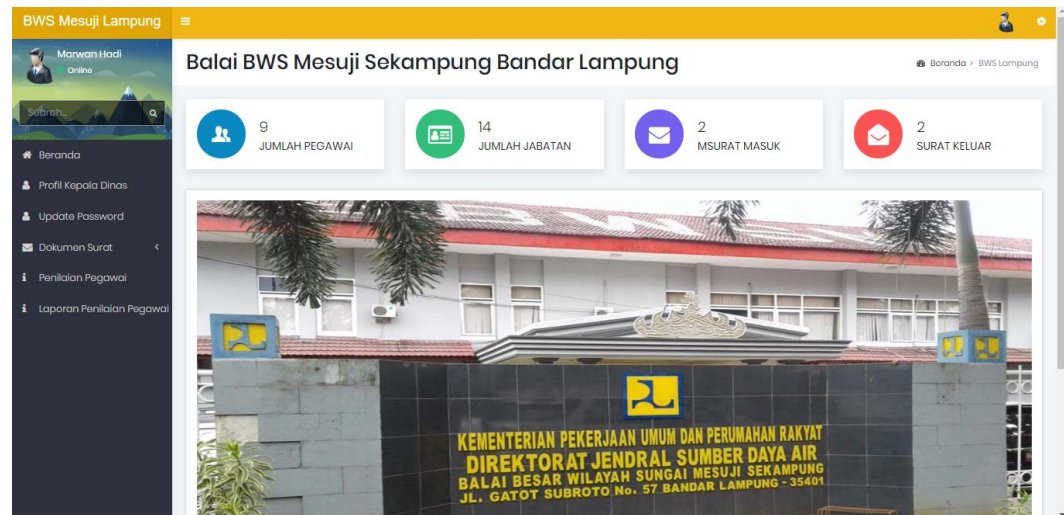 BWS Mesuji Lampung
Marwan Hadi
Online
Search...
Beranda
Profil Kepala Dinas
Update Password
Dokumen Surat
Penilaian Pegawai
Laporan Penilaian Pegawai
Balai BWS Mesuji Sekampung Bandar Lampung
Beranda > BWS Lampung
9
JUMLAH PEGAWAI
14
JUMLAH JABATAN
2
MSURAT MASUK
2
SURAT KELUAR
KEMENTERIAN PEKERJAAN UMUM DAN PERUMAHAN RAKYAT
DIREKTORAT JENDRAL SUMBER DAYA AIR
BALAI BESAR WILAYAH SUNGAI MESUJI SEKAMPUNG
JL. GATOT SUBROTO No. 57 BANDAR LAMPUNG - 35401